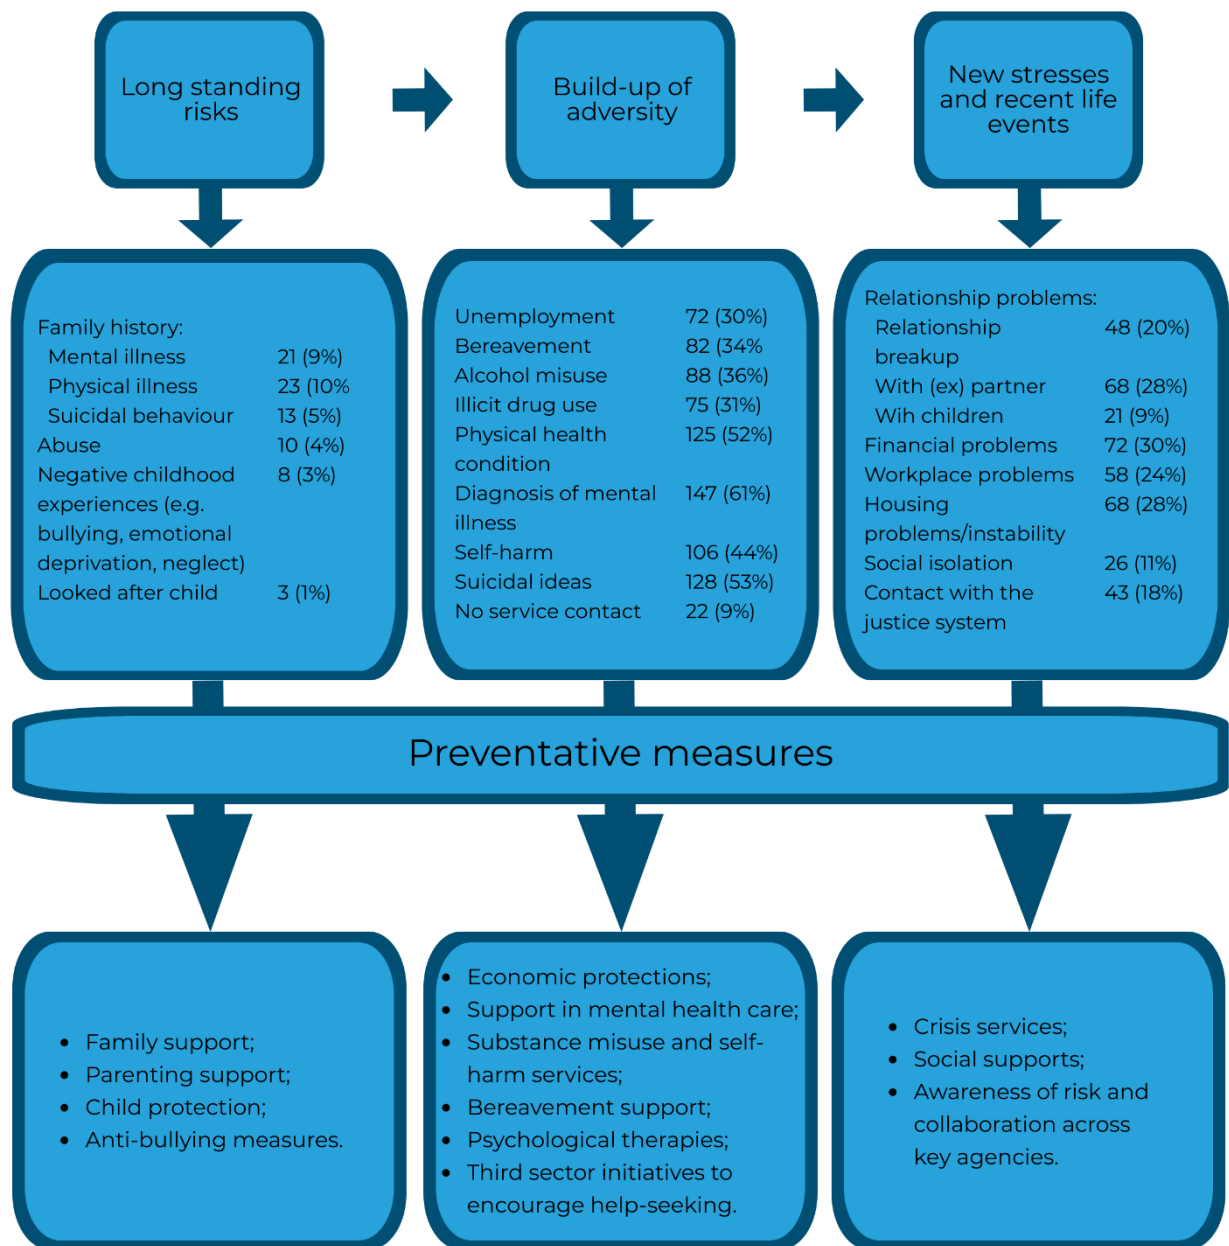 Long standing
risks
Build-up of
adversity
New stresses
and recent life
events
Family history:
Mental illness 21 (9%)
Physical illness 23 (10%
Suicidal behaviour 13 (5%)
Abuse 10 (4%)
Negative childhood 8 (3%)
experiences (e.g.
bullying, emotional
deprivation, neglect)
Looked after child 3 (1%)
Unemployment 72 (30%)
Bereavement 82 (34%
Alcohol misuse 88 (36%)
Illicit drug use 75 (31%)
Physical health 125 (52%)
condition
Diagnosis of mental 147 (61%)
illness
Self-harm 106 (44%)
Suicidal ideas 128 (53%)
No service contact 22 (9%)
Relationship problems:
Relationship 48 (20%)
breakup
With (ex) partner 68 (28%)
Wih children 21 (9%)
Financial problems 72 (30%)
Workplace problems 58 (24%)
Housing 68 (28%)
problems/instability
Social isolation 26 (11%)
Contact with the 43 (18%)
justice system
Preventative measures
• Family support;
• Parenting support;
• Child protection;
• Anti-bullying measures.
• Economic protections;
• Support in mental health care;
• Substance misuse and self-
harm services;
• Bereavement support;
• Psychological therapies;
• Third sector initiatives to
encourage help-seeking.
• Crisis services;
• Social supports;
• Awareness of risk and
collaboration across
key agencies.